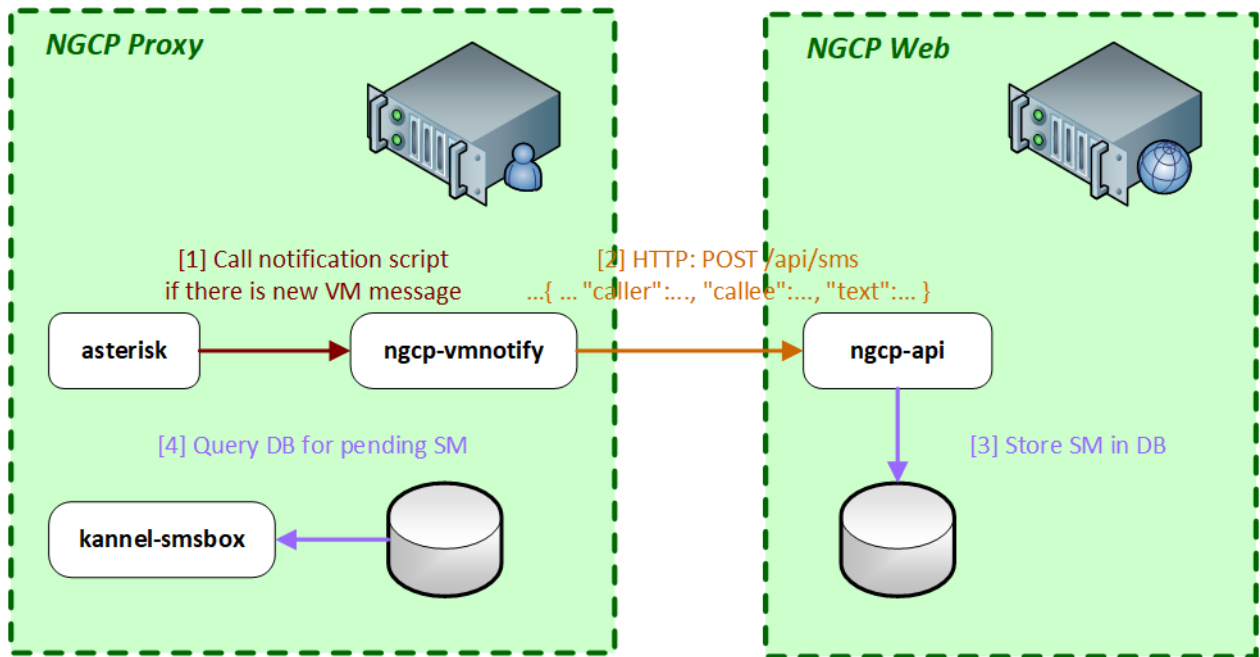 NGCP Proxy
NGCP Web
[1] Call notification script
if there is new VM message
[2] HTTP: POST /api/sms
...{ ... "caller":..., "callee":..., "text":... }
asterisk
ngcp-vmnotify
ngcp-api
[4] Query DB for pending SM
[3] Store SM in DB
kannel-smsbox